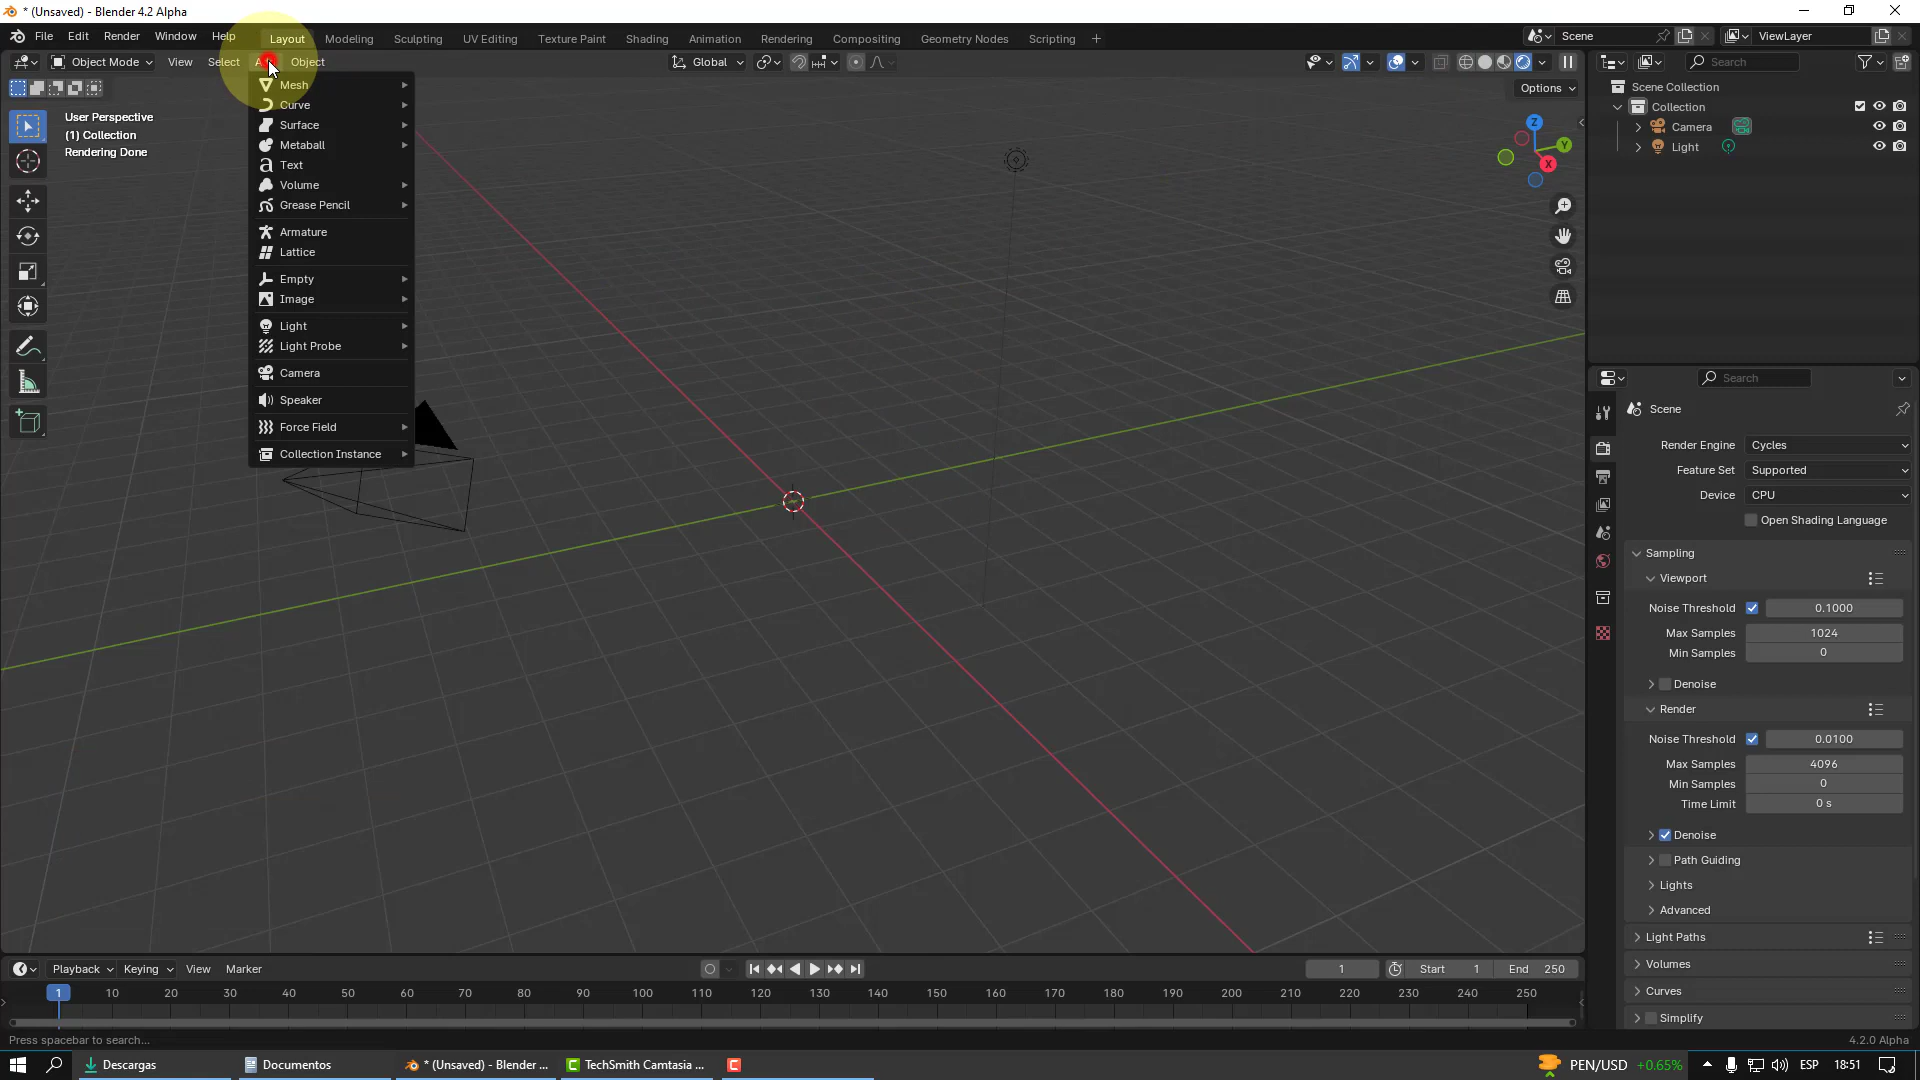 * (Unsaved) - Blender 4.2 Alpha
File Edit Render Window Help Layout Modeling Sculpting UV Editing Texture Paint Shading Animation Rendering Compositing Geometry Nodes Scripting + Scene ViewLayer
Object Mode View Select Object Global Search
Options
User Perspective
(1) Collection
Rendering Done
Mesh
Curve
Surface
Metaball
Text
Volume
Grease Pencil
Armature
Lattice
Empty
Image
Light
Light Probe
Camera
Speaker
Force Field
Collection Instance
Z
Y
X
Scene Collection
Collection
Camera
Light
Search
Scene
Render Engine Cycles
Feature Set Supported
Device CPU
Open Shading Language
Sampling
Viewport
Noise Threshold 0.1000
Max Samples 1024
Min Samples 0
Denoise
Render
Noise Threshold 0.0100
Max Samples 4096
Min Samples 0
Time Limit 0 s
Denoise
Path Guiding
Lights
Advanced
Light Paths
Volumes
Curves
Simplify
Playback Keying View Marker 1 Start 1 End 250
1 10 20 30 40 50 60 70 80 90 100 110 120 130 140 150 160 170 180 190 200 210 220 230 240 250
Press spacebar to search...
4.2.0 Alpha
Descargas Documentos * (Unsaved) - Blender ... TechSmith Camtasia ... PEN/USD +0.65% ESP 18:51